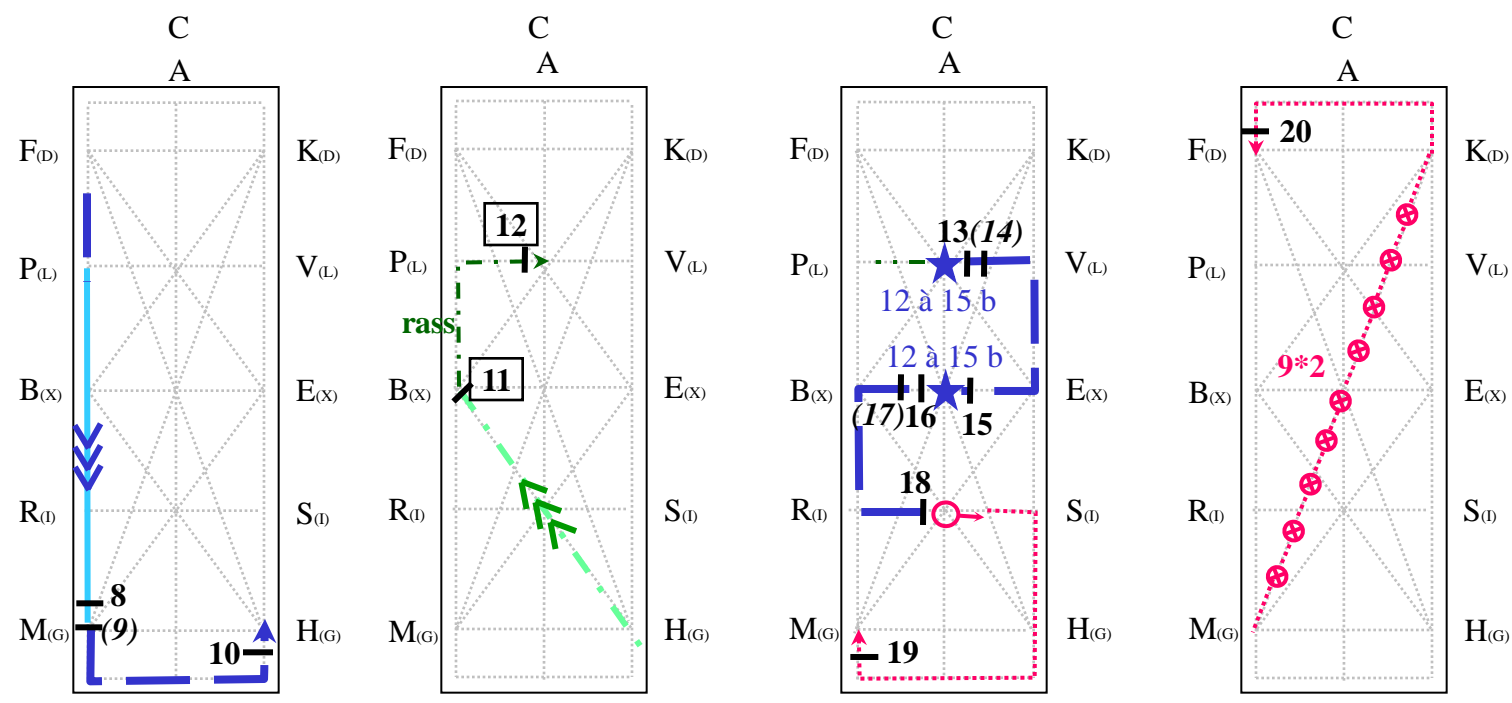 C
A
F(D)
K(D)
P(L)
V(L)
B(X)
E(X)
R(I)
S(I)
8
M(G)
(9)
H(G)
10
C
A
F(D)
K(D)
12
P(L)
V(L)
rass
11
B(X)
E(X)
R(I)
S(I)
M(G)
H(G)
C
A
F(D)
K(D)
13(14)
P(L)
V(L)
12 à 15 b
12 à 15 b
B(X)
E(X)
(17)16
15
18
R(I)
S(I)
M(G)
H(G)
19
C
A
20
F(D)
K(D)
P(L)
V(L)
9*2
B(X)
E(X)
R(I)
S(I)
M(G)
H(G)